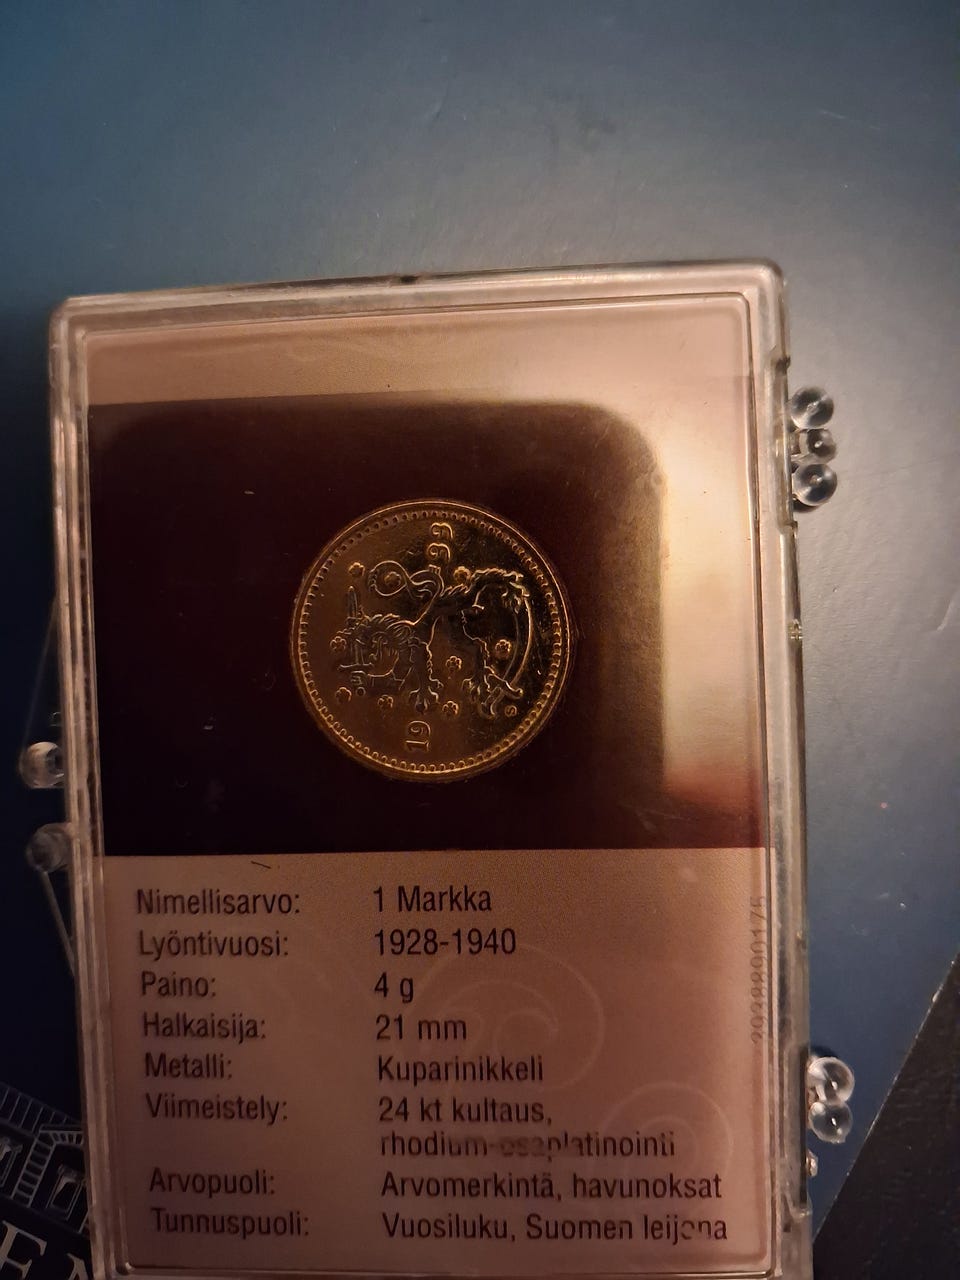 19 39
S
Nimellisarvo: 1 Markka
Lyöntivuosi: 1928-1940
Paino: 4 g
Halkaisija: 21 mm
Metalli: Kuparinikkeli
Viimeistely: 24 kt kultaus,
rhodium-osaplatinointi
Arvopuoli: Arvomerkintä, havunoksat
Tunnuspuoli: Vuosiluku, Suomen leijona